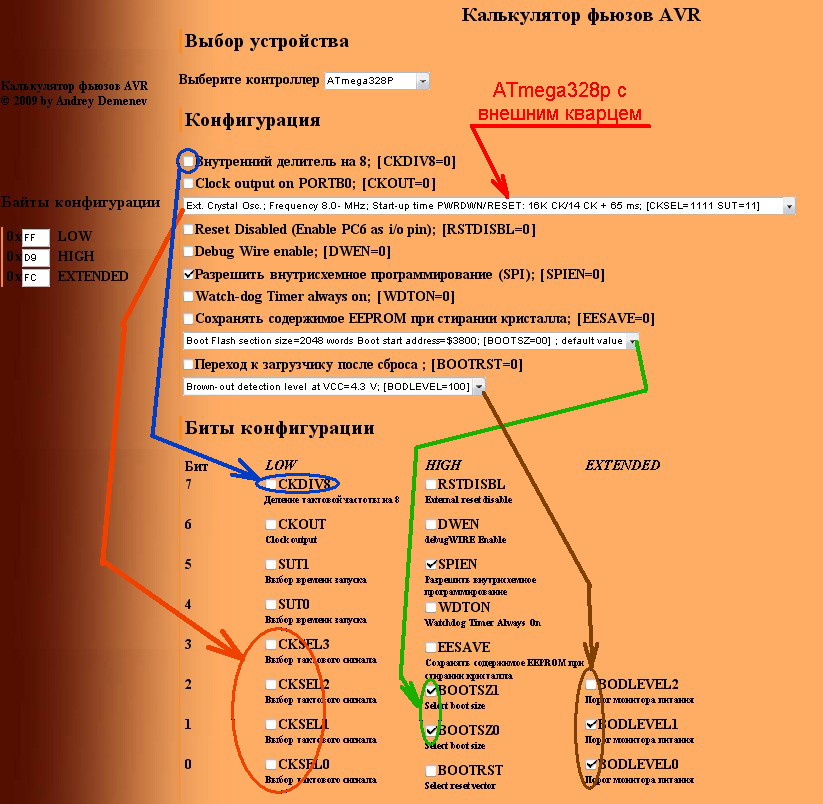 Калькулятор фьюзов AVR
Выбор устройства
Выберите контроллер ATmega328P
Калькулятор фьюзов AVR
© 2009 by Andrey Demenev
ATmega328p с
внешним кварцем
Конфигурация
Внутренний делитель на 8; [CKDIV8=0]
Clock output on PORTB0; [CKOUT=0]
Ext. Crystal Osc.; Frequency 8.0- MHz; Start-up time PWRDWN/RESET: 16K CK/14 CK + 65 ms; [CKSEL=1111 SUT=11]
Reset Disabled (Enable PC6 as i/o pin); [RSTDISBL=0]
Debug Wire enable; [DWEN=0]
Разрешить внутрисхемное программирование (SPI); [SPIEN=0]
Watch-dog Timer always on; [WDTON=0]
Сохранять содержимое EEPROM при стирании кристалла; [EESAVE=0]
Boot Flash section size=2048 words Boot start address=$3800; [BOOTSZ=00] ; default value
Переход к загрузчику после сброса ; [BOOTRST=0]
Brown-out detection level at VCC=4.3 V; [BODLEVEL=100]
Байты конфигурации
0x FF LOW
0x D9 HIGH
0x FC EXTENDED
Биты конфигурации
Бит LOW HIGH EXTENDED
7 CKDIV8 RSTDISBL
Деление тактовой частоты на 8 External reset disable
6 CKOUT DWEN
Clock output debugWIRE Enable
5 SUT1 SPIEN
Выбор времени запуска Разрешить внутрисхемное
программирование
4 SUT0 WDTON
Выбор времени запуска Watchdog Timer Always On
3 CKSEL3 EESAVE
Выбор тактового сигнала Сохранять содержимое EEPROM при
стирании кристалла
2 CKSEL2 BOOTSZ1 BODLEVEL2
Выбор тактового сигнала Select boot size Порог монитора питания
1 CKSEL1 BOOTSZ0 BODLEVEL1
Выбор тактового сигнала Select boot size Порог монитора питания
0 CKSEL0 BOOTRST BODLEVEL0
Выбор тактового сигнала Select reset vector Порог монитора питания